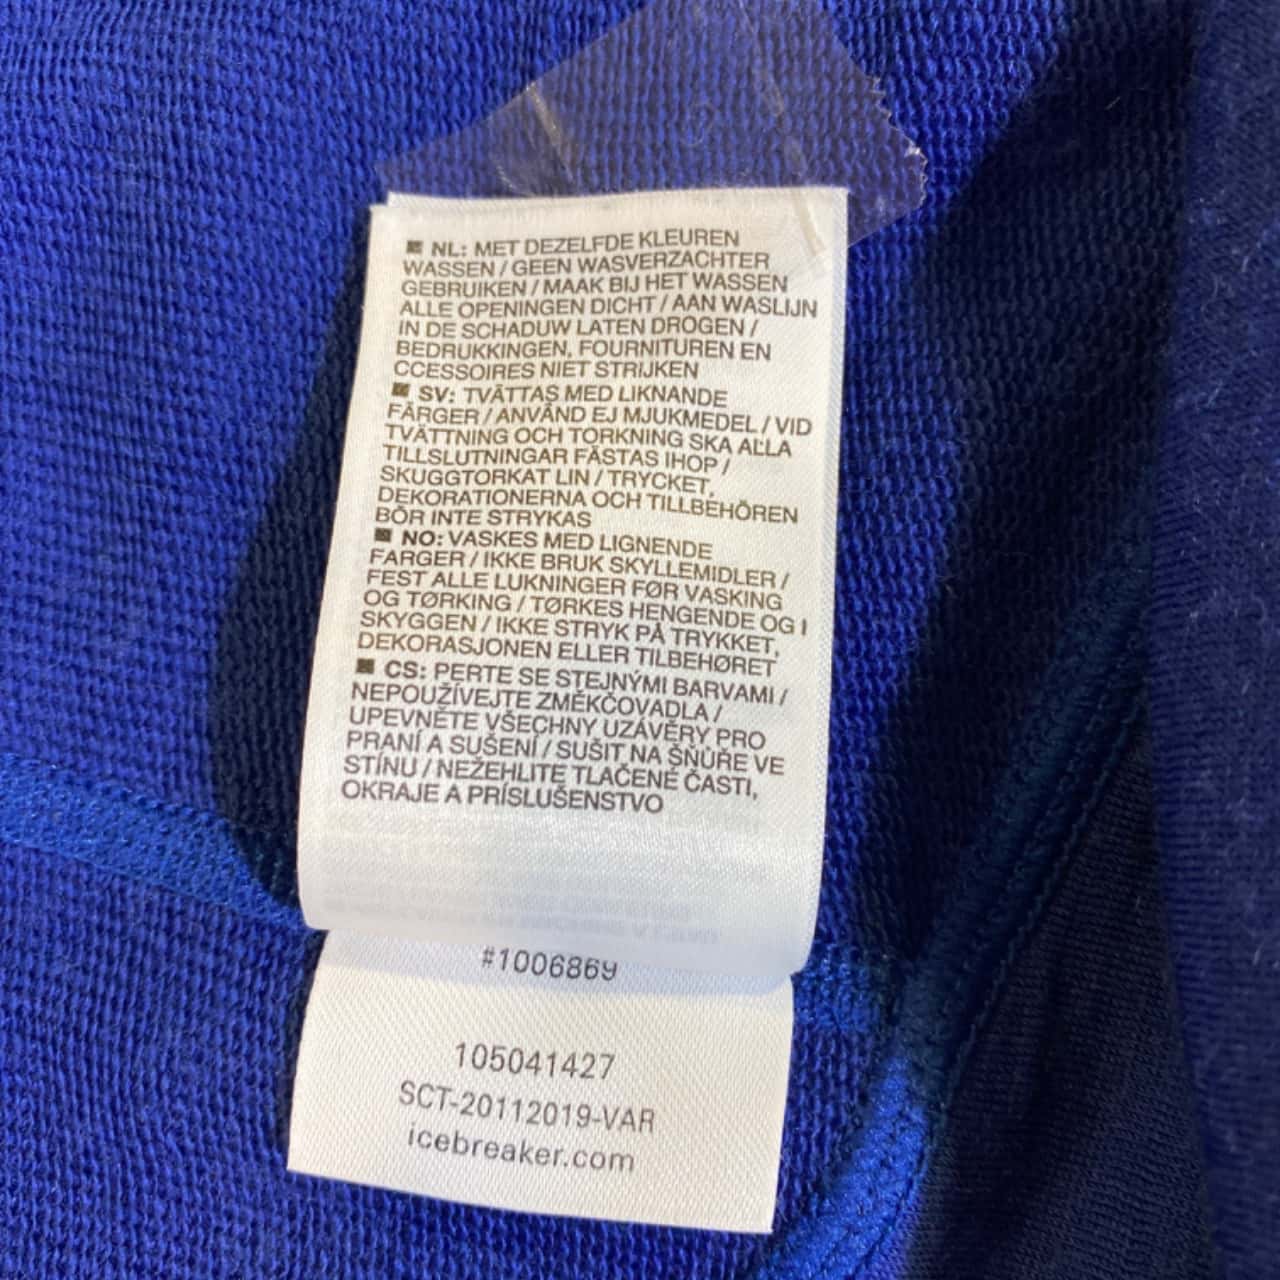 NL: MET DEZELFDE KLEUREN
WASSEN / GEEN WASVERZACHTER
GEBRUIKEN / MAAK BIJ HET WASSEN
ALLE OPENINGEN DICHT / AAN WASLIJN
IN DE SCHADUW LATEN DROGEN /
BEDRUKKINGEN, FOURNITUREN EN
CCESSOIRES NIET STRIJKEN
SV: TVÄTTAS MED LIKNANDE
FÄRGER / ANVÄND EJ MJUKMEDEL / VID
TVÄTTNING OCH TORKNING SKA ALLA
TILLSLUTNINGAR FÄSTAS IHOP /
SKUGGTORKAT LIN / TRYCKET,
DEKORATIONERNA OCH TILLBEHÖREN
BÖR INTE STRYKAS
NO: VASKES MED LIGNENDE
FARGER / IKKE BRUK SKYLLEMIDLER /
FEST ALLE LUKNINGER FØR VASKING
OG TØRKING / TØRKES HENGENDE OG I
SKYGGEN / IKKE STRYK PÅ TRYKKET,
DEKORASJONEN ELLER TILBEHØRET
CS: PERTE SE STEJNÝMI BARVAMI /
NEPOUŽÍVEJTE ZMĚKČOVADLA /
UPEVNĚTE VŠECHNY UZÁVĚRY PRO
PRANÍ A SUŠENÍ / SUŠIT NA ŠŇŮŘE VE
STÍNU / NEŽEHLITE TLAČENÉ ČASTI,
OKRAJE A PŘÍSLUŠENSTVO
#1006869
105041427
SCT-20112019-VAR
icebreaker.com